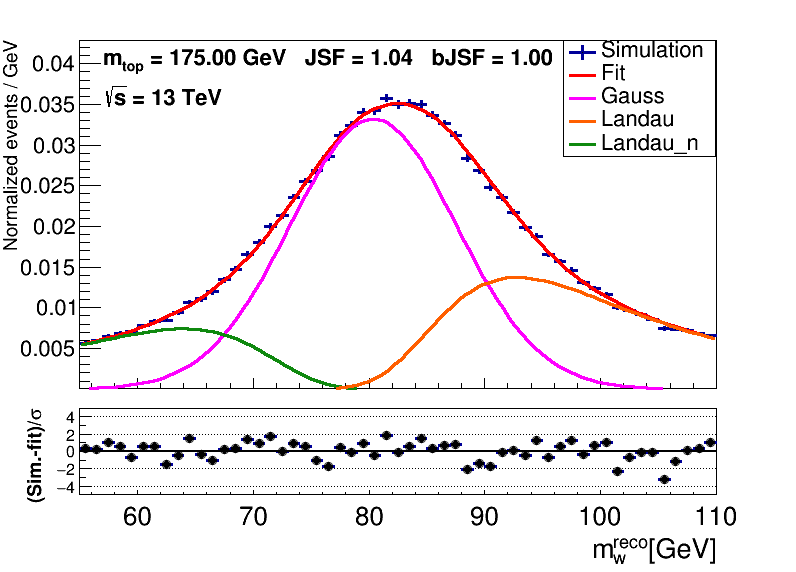 m_top = 175.00 GeV JSF = 1.04 bJSF = 1.00
√s = 13 TeV
Simulation
Fit
Gauss
Landau
Landau_n
Normalized events / GeV
0.04
0.035
0.03
0.025
0.02
0.015
0.01
0.005
(Sim.-fit)/σ
4
2
0
−2
−4
60 70 80 90 100 110
m_w^reco[GeV]